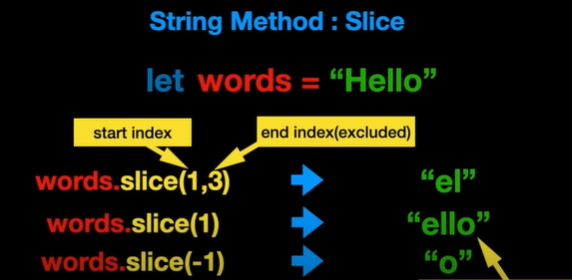 String Method : Slice
let words = “Hello”
start index
end index(excluded)
words.slice(1,3) “el”
words.slice(1) “ello”
words.slice(-1) “o”